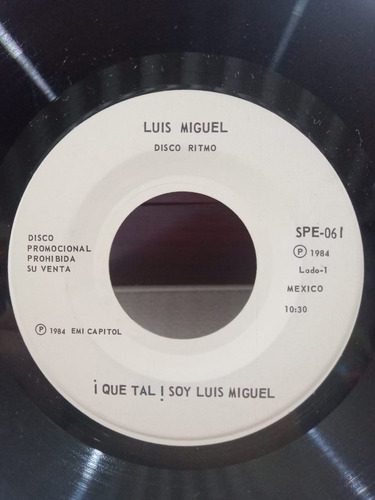 LUIS MIGUEL
DISCO RITMO
DISCO
PROMOCIONAL
PROHIBIDA
SU VENTA
SPE-061
Ⓟ 1984
Lado-1
MEXICO
10:30
Ⓟ 1984 EMI CAPITOL
¡ QUE TAL ! SOY LUIS MIGUEL